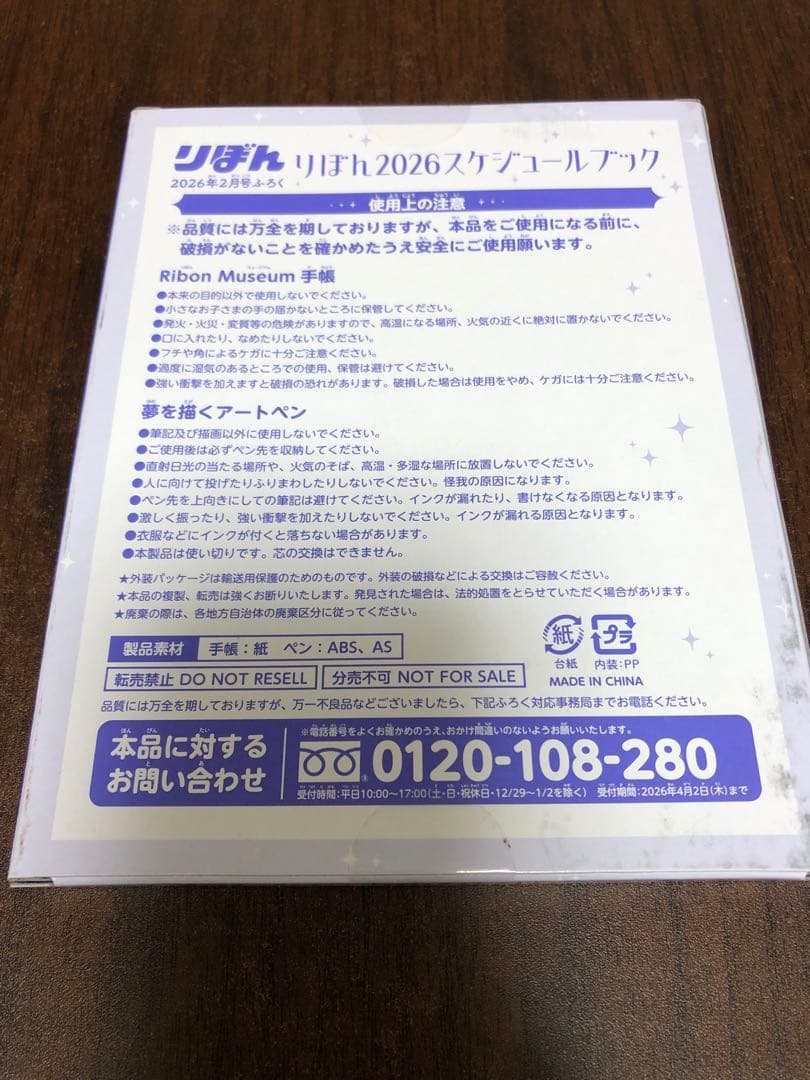 りぼん りぼん2026スケジュールブック
2026年2月号ふろく
使用上の注意
※品質には万全を期しておりますが、本品をご使用になる前に、
破損がないことを確かめたうえ安全にご使用願います。
Ribon Museum 手帳
●本来の目的以外で使用しないでください。
●小さなお子さまの手の届かないところに保管してください。
●発火・火災・変質等の危険がありますので、高温になる場所、火気の近くに絶対に置かないでください。
●口に入れたり、なめたりしないでください。
●フチや角によるケガに十分ご注意ください。
●過度に湿気のあるところでの使用、保管は避けてください。
●強い衝撃を加えますと破損の恐れがあります。破損した場合は使用をやめ、ケガには十分ご注意ください。
夢を描くアートペン
●筆記及び描画以外に使用しないでください。
●ご使用後は必ずペン先を収納してください。
●直射日光の当たる場所や、火気のそば、高温・多湿な場所に放置しないでください。
●人に向けて投げたりふりまわしたりしないでください。怪我の原因になります。
●ペン先を上向きにしての筆記は避けてください。インクが漏れたり、書けなくなる原因となります。
●激しく振ったり、強い衝撃を加えたりしないでください。インクが漏れる原因となります。
●衣服などにインクが付くと落ちない場合があります。
●本製品は使い切りです。芯の交換はできません。
★外装パッケージは輸送用保護のためのものです。外装の破損などによる交換はご容赦ください。
★本品の複製、転売は強くお断りいたします。発見された場合は、法的処置をとらせていただく場合があります。
★廃棄の際は、各地方自治体の廃棄区分に従ってください。
製品素材 手帳:紙 ペン:ABS、AS
紙 プラ
台紙 内装:PP
転売禁止 DO NOT RESELL 分売不可 NOT FOR SALE
MADE IN CHINA
品質には万全を期しておりますが、万一不良品などございましたら、下記ふろく対応事務局までお電話ください。
本品に対する
お問い合わせ
※電話番号をよくお確かめのうえ、おかけ間違いのないようお願いいたします。
0120-108-280
受付時間:平日10:00〜17:00(土・日・祝休日・12/29〜1/2を除く) 受付期間:2026年4月2日(木)まで